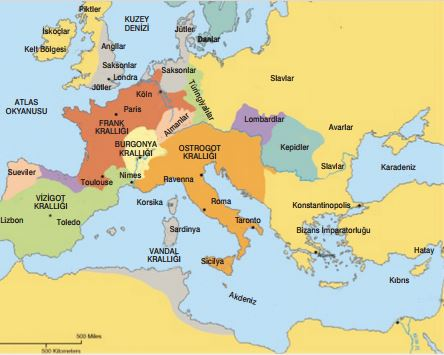 Piktler
İskoçlar
Kelt Bölgesi
KUZEY
DENİZİ
Jütler
Danlar
Angllar
Saksonlar
Londra
Jütler
Saksonlar
Slavlar
ATLAS
OKYANUSU
Köln
Türingiyalılar
Paris
FRANK
KRALLIĞI
Almanlar
Lombardlar
Avarlar
BURGONYA
KRALLIĞI
OSTROGOT
KRALLIĞI
Kepidler
Slavlar
Karadeniz
Sueviler
Toulouse
Nimes
Ravenna
VİZİGOT
KRALLIĞI
Korsika
Roma
Konstantinopolis
Lizbon
Toledo
Sardinya
Taronto
Bizans İmparatorluğu
VANDAL
KRALLIĞI
Sicilya
Hatay
Kıbrıs
Akdeniz
500 Miles
500 Kilometers